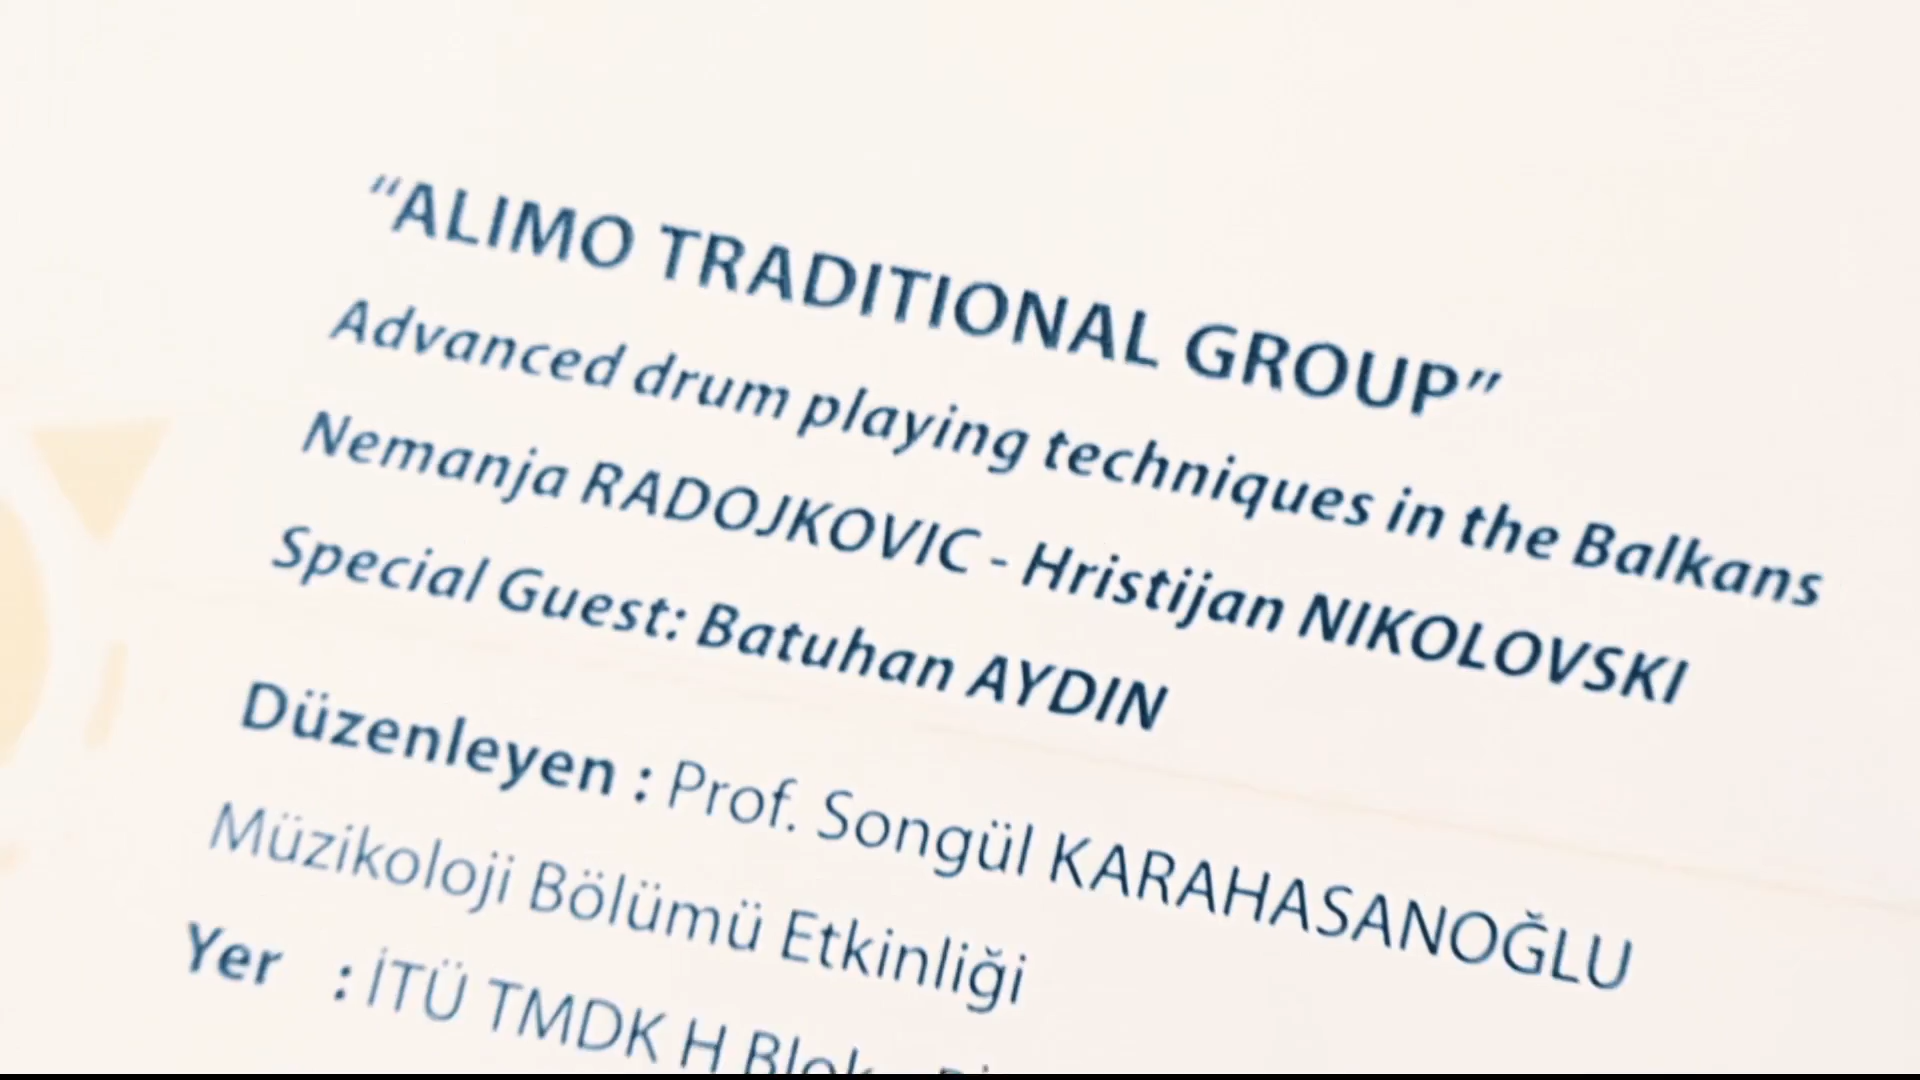 “ALIMO TRADITIONAL GROUP”
Advanced drum playing techniques in the Balkans
Nemanja RADOJKOVIC - Hristijan NIKOLOVSKI
Special Guest: Batuhan AYDIN
Düzenleyen : Prof. Songül KARAHASANOĞLU
Müzikoloji Bölümü Etkinliği
Yer : İTÜ TMDK H Blok